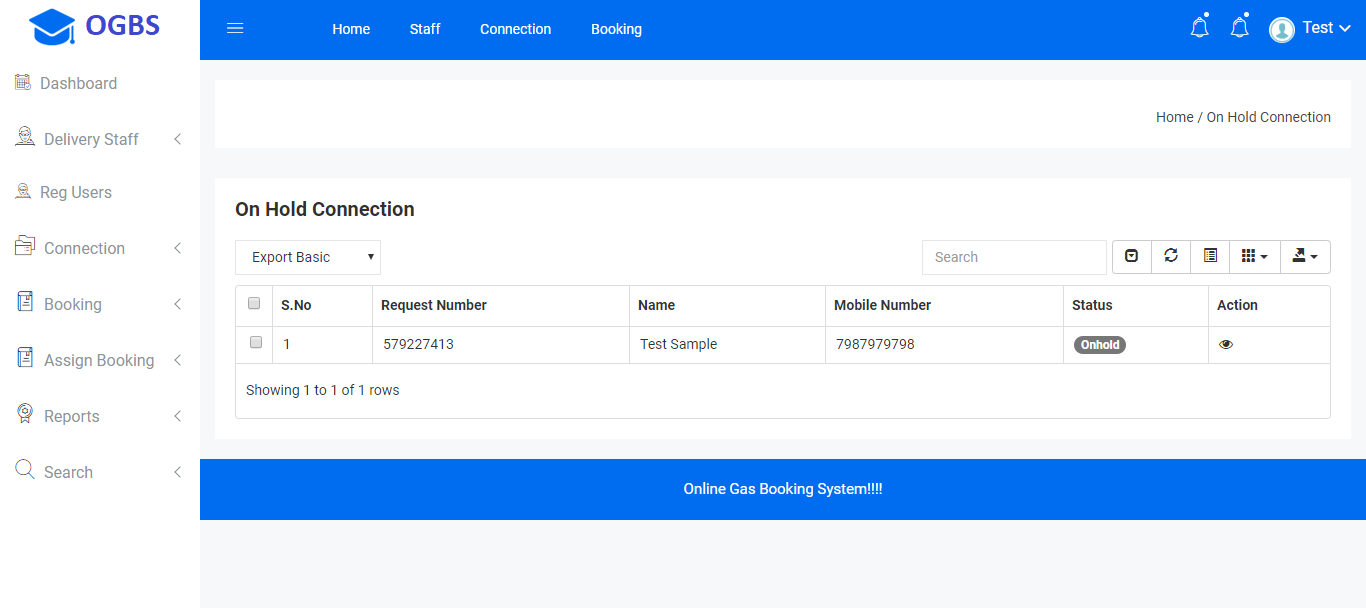 OGBS
Home Staff Connection Booking Test
Dashboard
Delivery Staff
Reg Users
Connection
Booking
Assign Booking
Reports
Search
Home / On Hold Connection
On Hold Connection
Export Basic Search
S.No Request Number Name Mobile Number Status Action
1 579227413 Test Sample 7987979798 Onhold
Showing 1 to 1 of 1 rows
Online Gas Booking System!!!!